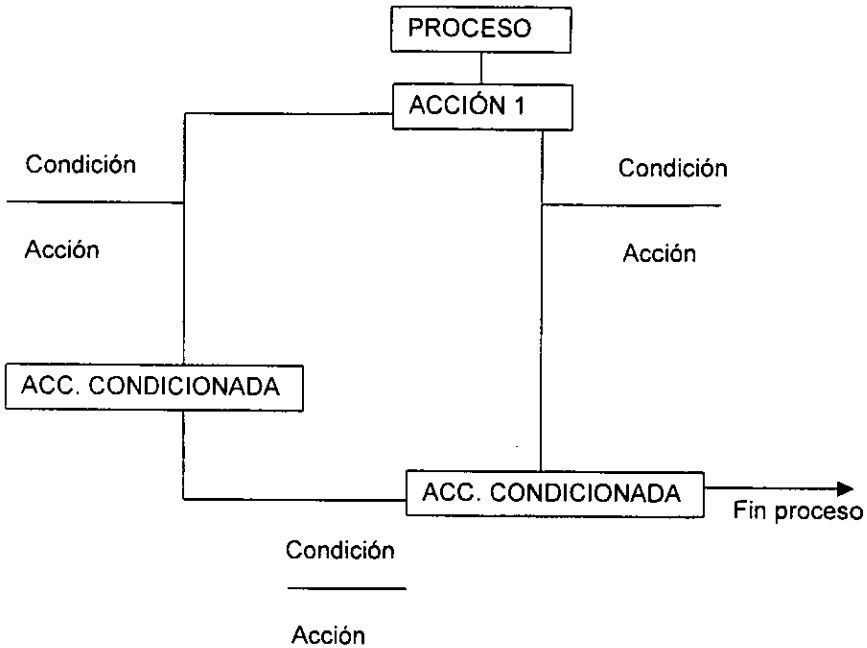 PROCESO
ACCIÓN 1
Condición
Condición
Acción
Acción
ACC. CONDICIONADA
ACC. CONDICIONADA
Fin proceso
Condición
Acción